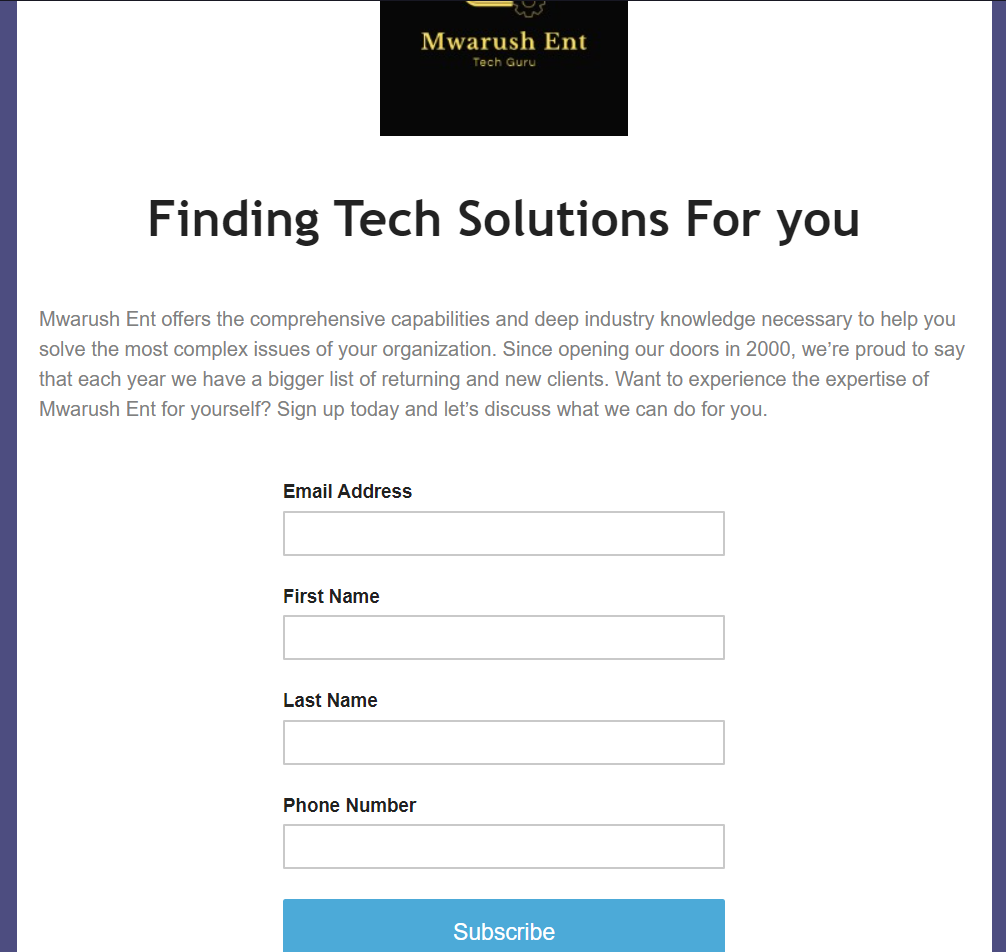 Mwarush Ent
Tech Guru
Finding Tech Solutions For you
Mwarush Ent offers the comprehensive capabilities and deep industry knowledge necessary to help you
solve the most complex issues of your organization. Since opening our doors in 2000, we’re proud to say
that each year we have a bigger list of returning and new clients. Want to experience the expertise of
Mwarush Ent for yourself? Sign up today and let’s discuss what we can do for you.
Email Address
First Name
Last Name
Phone Number
Subscribe